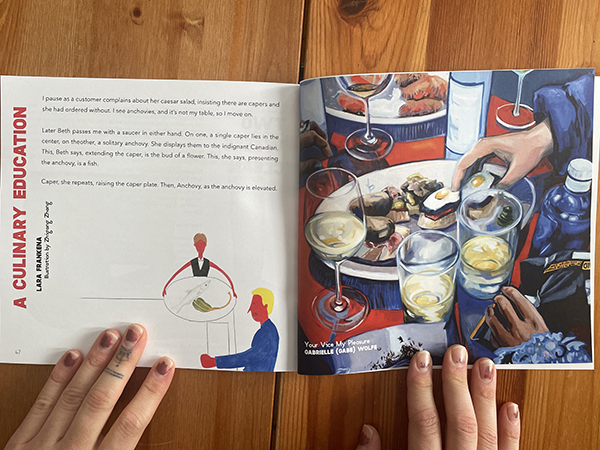 A CULINARY EDUCATION
LARA FRANKENA
Illustration by Zhigang Zhang
I pause as a customer complains about her caesar salad, insisting there are capers and
she had ordered without. I see anchovies, and it's not my table, so I move on.
Later Beth passes me with a saucer in either hand. On one, a single caper lies in the
center, on theother, a solitary anchovy. She displays them to the indignant Canadian.
This, Beth says, extending the caper, is the bud of a flower. This, she says, presenting
the anchovy, is a fish.
Caper, she repeats, raising the caper plate. Then, Anchovy, as the anchovy is elevated.
47
Your Vice My Pleasure
GABRIELLE (GABS) WOLFE